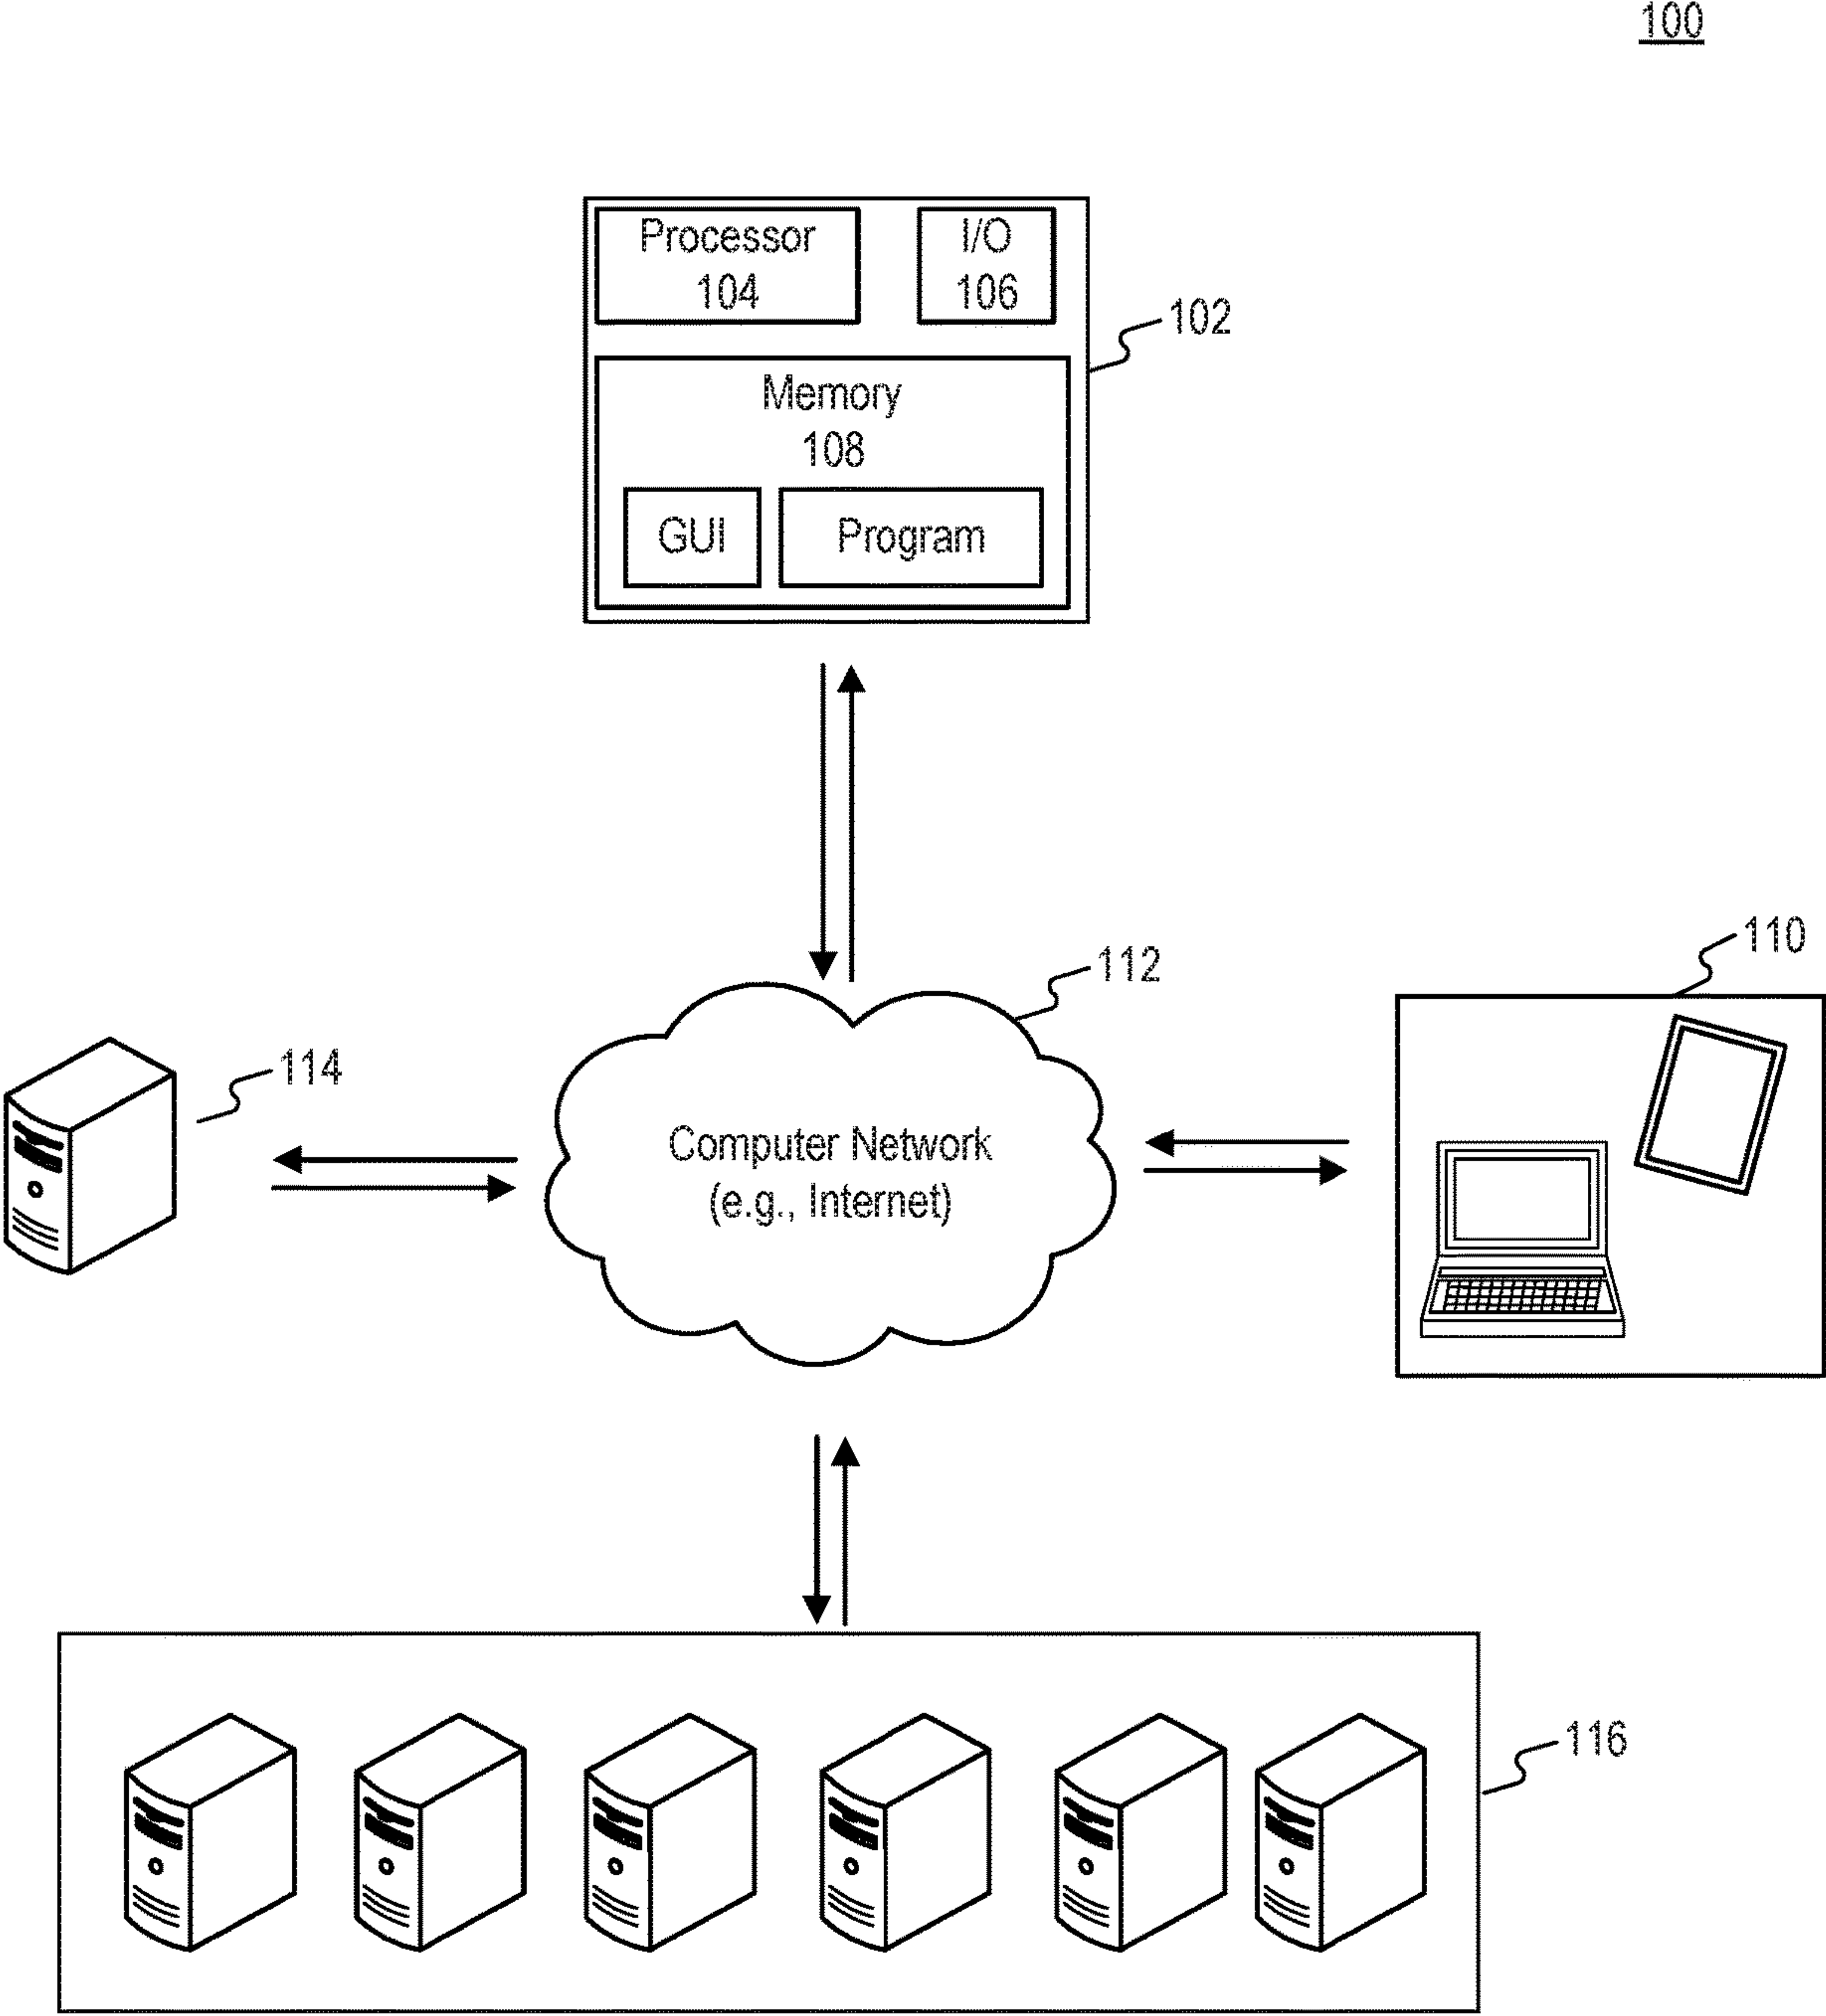 100
Processor
104
I/O
106
102
Memory
108
GUI
Program
110
112
114
Computer Network
(e.g., Internet)
116